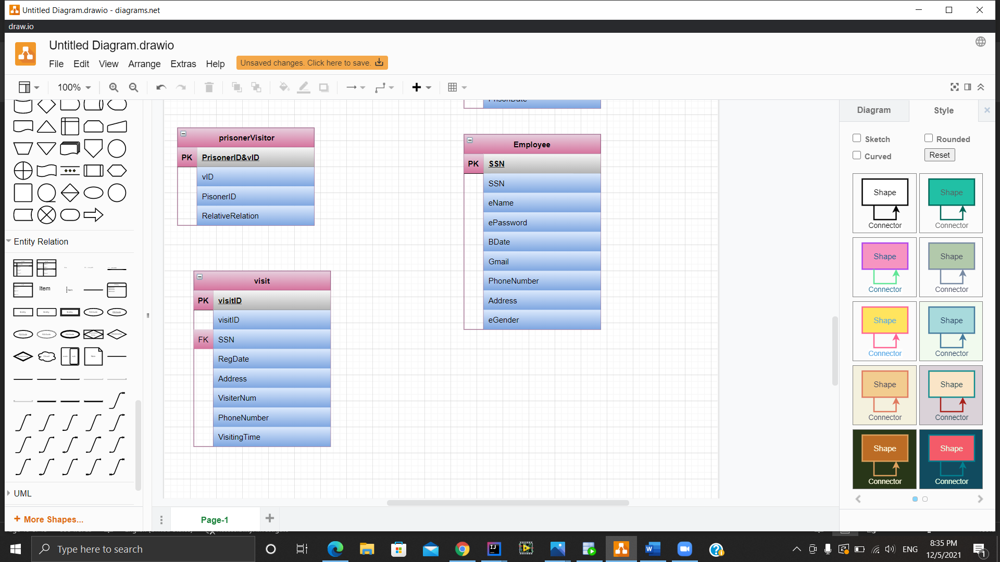 Untitled Diagram.drawio - diagrams.net
draw.io
Untitled Diagram.drawio
File Edit View Arrange Extras Help Unsaved changes. Click here to save.
100%
PrisonDate
prisonerVisitor
PK PrisonerID&vID
vID
PisonerID
RelativeRelation
Employee
PK SSN
SSN
eName
ePassword
BDate
Gmail
PhoneNumber
Address
eGender
visit
PK visitID
visitID
FK SSN
RegDate
Address
VisiterNum
PhoneNumber
VisitingTime
Entity Relation
Item
UML
+ More Shapes...
Page-1
Diagram Style
Sketch Rounded
Curved Reset
Shape Shape
Connector Connector
Shape Shape
Connector Connector
Shape Shape
Connector Connector
Shape Shape
Connector Connector
Shape Shape
Connector Connector
Type here to search
ENG
8:35 PM
12/5/2021
1